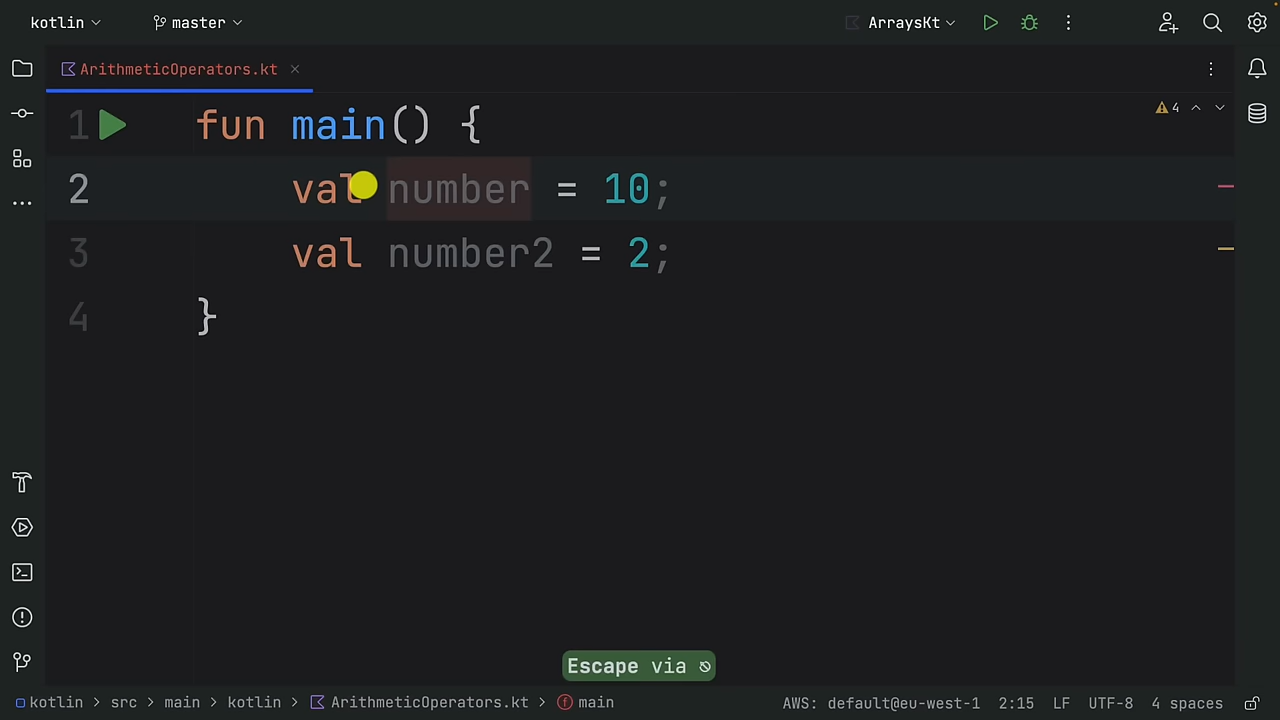 kotlin master ArraysKt
ArithmeticOperators.kt
4
1 fun main() {
2 val number = 10;
3 val number2 = 2;
4 }
Escape via
kotlin > src > main > kotlin > ArithmeticOperators.kt > main AWS: default@eu-west-1 2:15 LF UTF-8 4 spaces